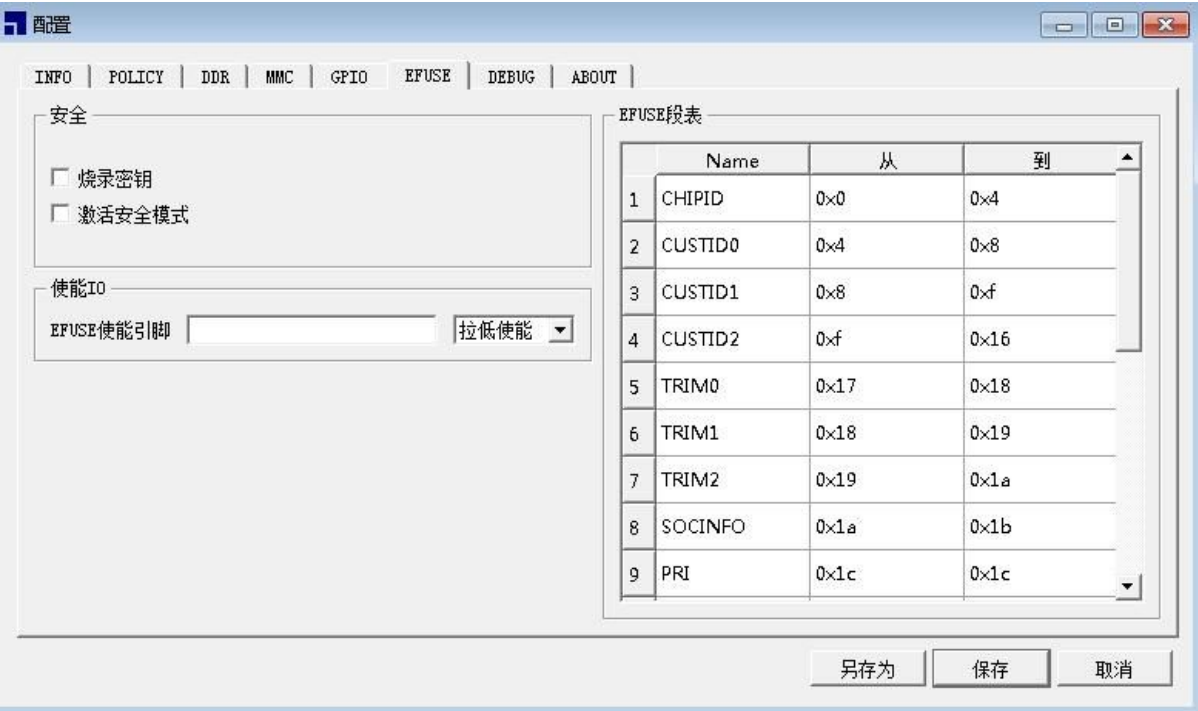 配置
INFO POLICY DDR MMC GPIO EFUSE DEBUG ABOUT
安全
烧录密钥
激活安全模式
使能IO
EFUSE使能引脚 拉低使能
EFUSE段表
Name 从 到
1 CHIPID 0x0 0x4
2 CUSTID0 0x4 0x8
3 CUSTID1 0x8 0xf
4 CUSTID2 0xf 0x16
5 TRIM0 0x17 0x18
6 TRIM1 0x18 0x19
7 TRIM2 0x19 0x1a
8 SOCINFO 0x1a 0x1b
9 PRI 0x1c 0x1c
另存为 保存 取消